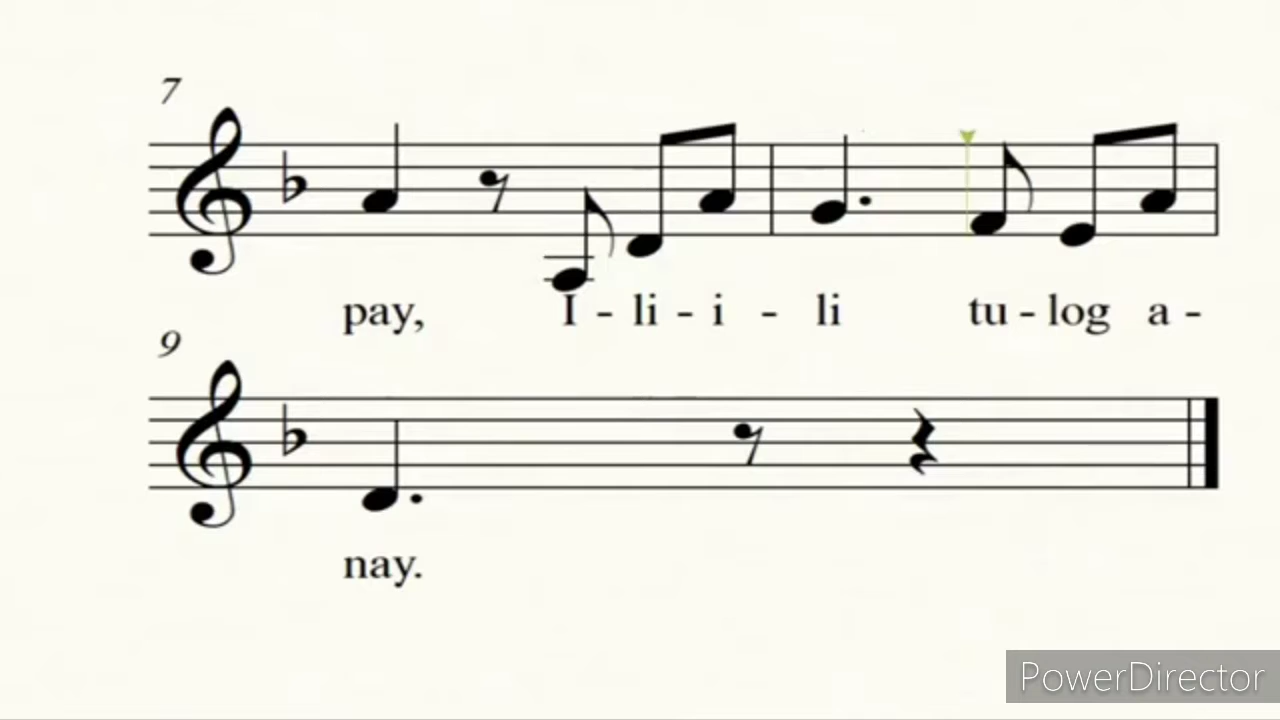 7
pay, I - li - i - li tu - log a -
9
nay.
PowerDirector